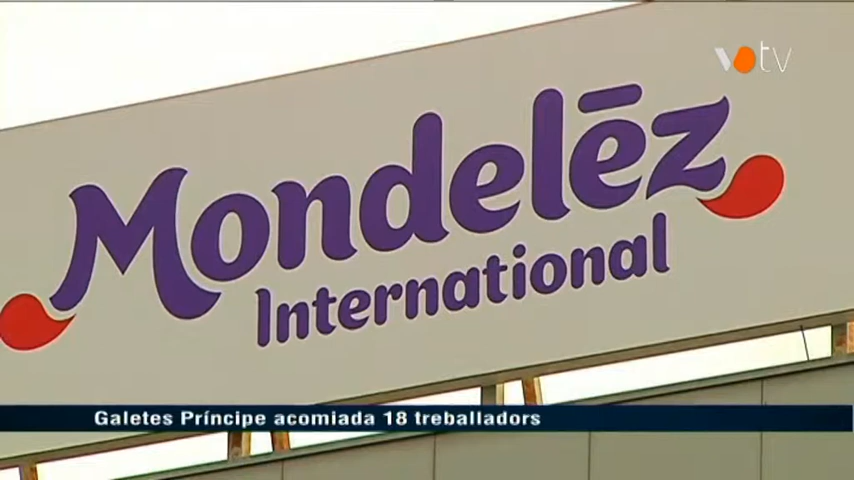 votv
Mondelēz
International
Galetes Príncipe acomiada 18 treballadors